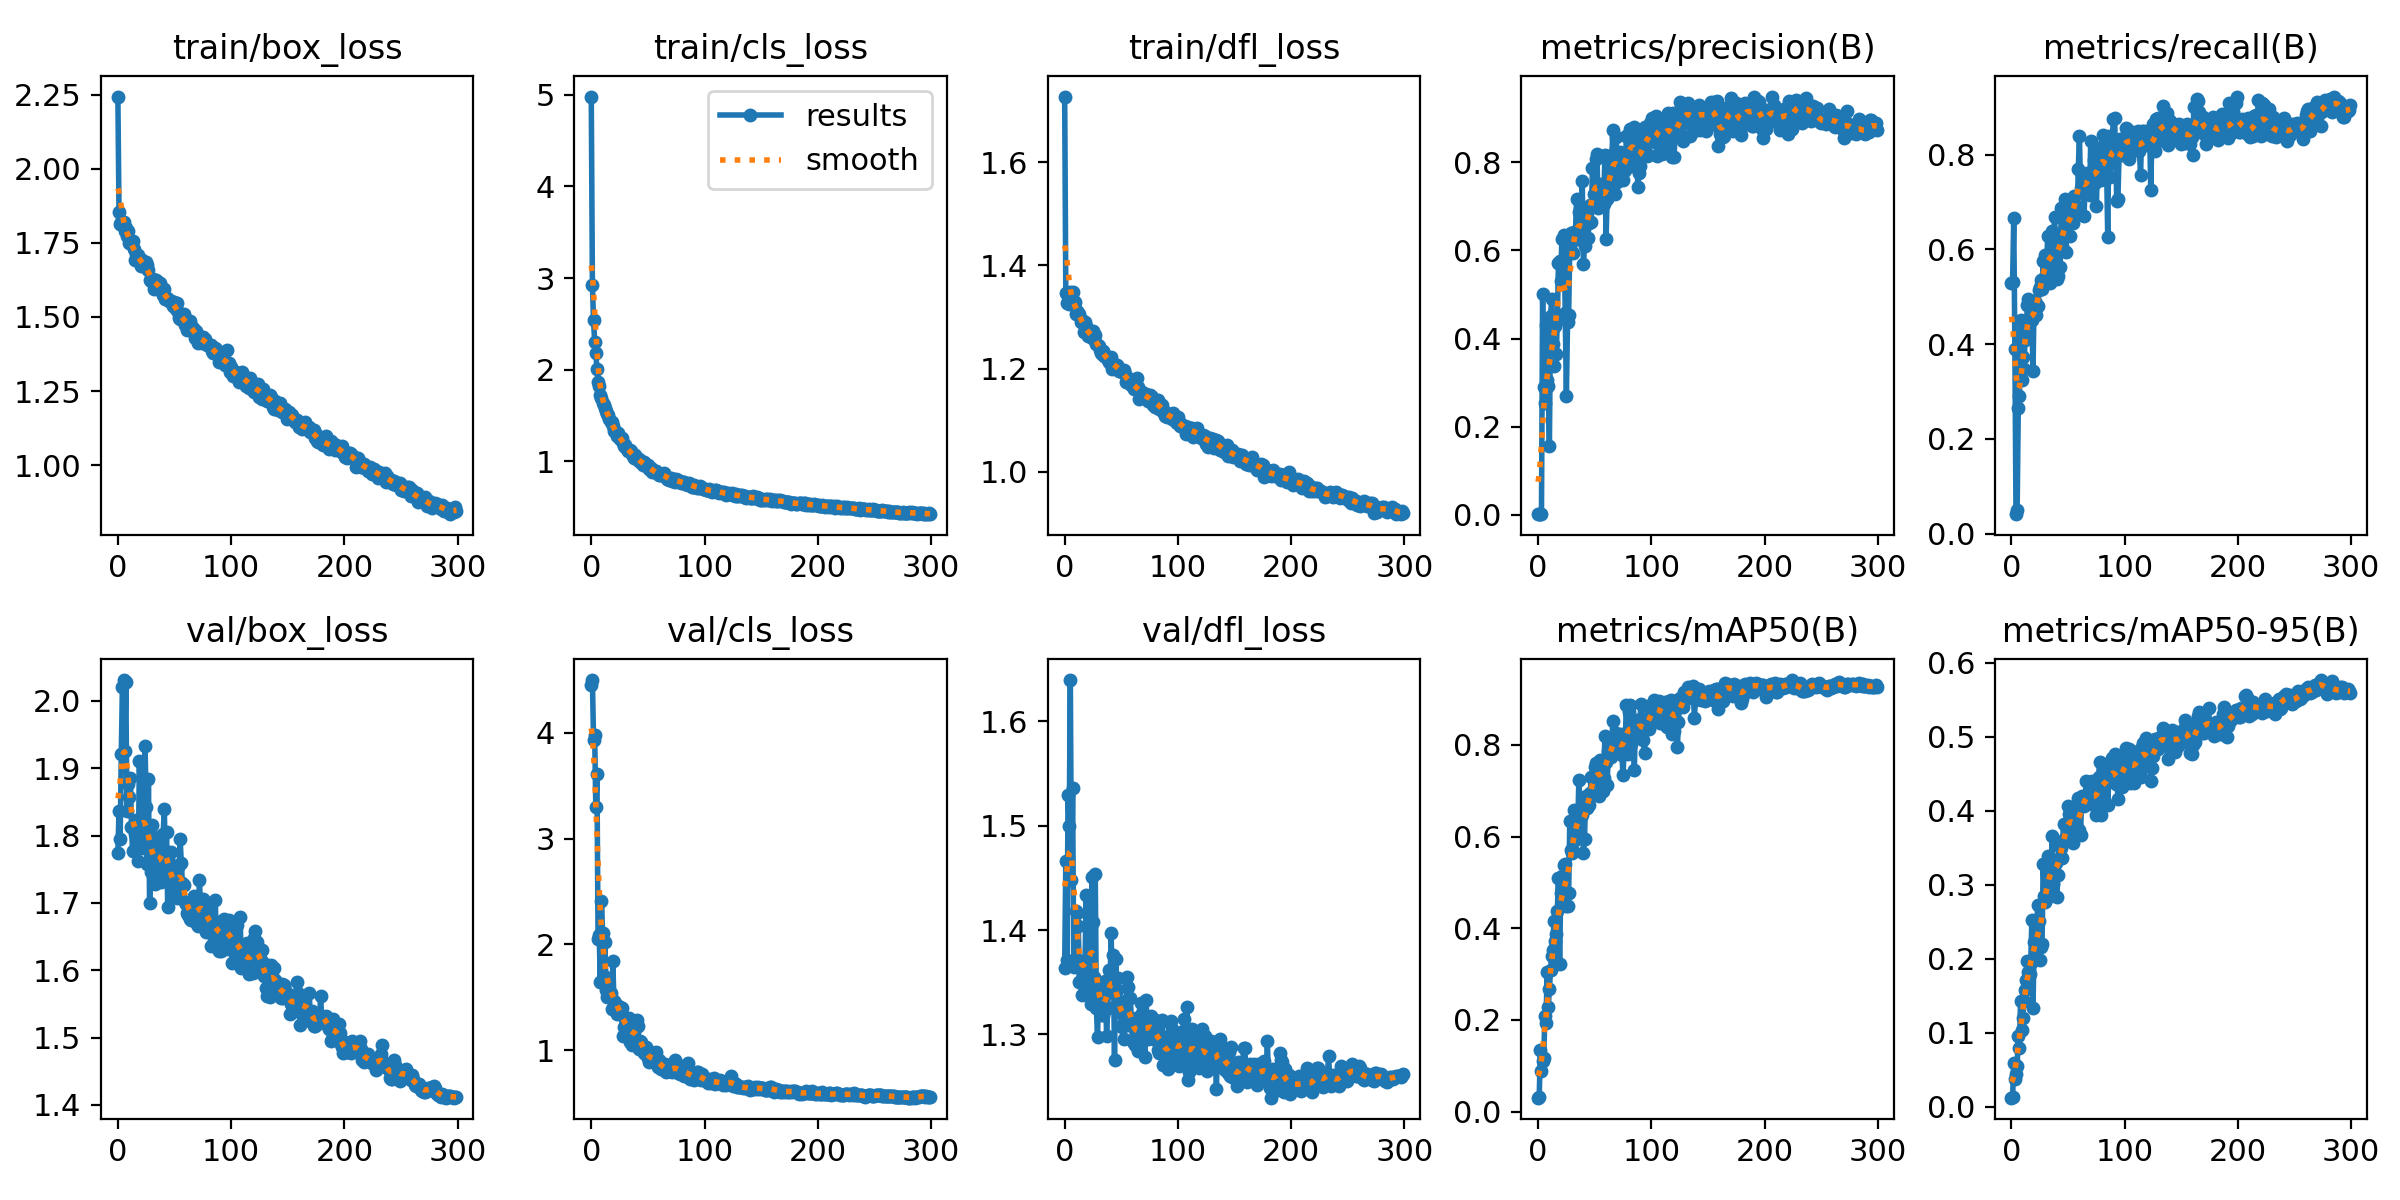 train/box_loss
2.25
2.00
1.75
1.50
1.25
1.00
0 100 200 300
train/cls_loss
results
smooth
5
4
3
2
1
0 100 200 300
train/dfl_loss
1.6
1.4
1.2
1.0
0 100 200 300
metrics/precision(B)
0.8
0.6
0.4
0.2
0.0
0 100 200 300
metrics/recall(B)
0.8
0.6
0.4
0.2
0.0
0 100 200 300
val/box_loss
2.0
1.9
1.8
1.7
1.6
1.5
1.4
0 100 200 300
val/cls_loss
4
3
2
1
0 100 200 300
val/dfl_loss
1.6
1.5
1.4
1.3
0 100 200 300
metrics/mAP50(B)
0.8
0.6
0.4
0.2
0.0
0 100 200 300
metrics/mAP50-95(B)
0.6
0.5
0.4
0.3
0.2
0.1
0.0
0 100 200 300